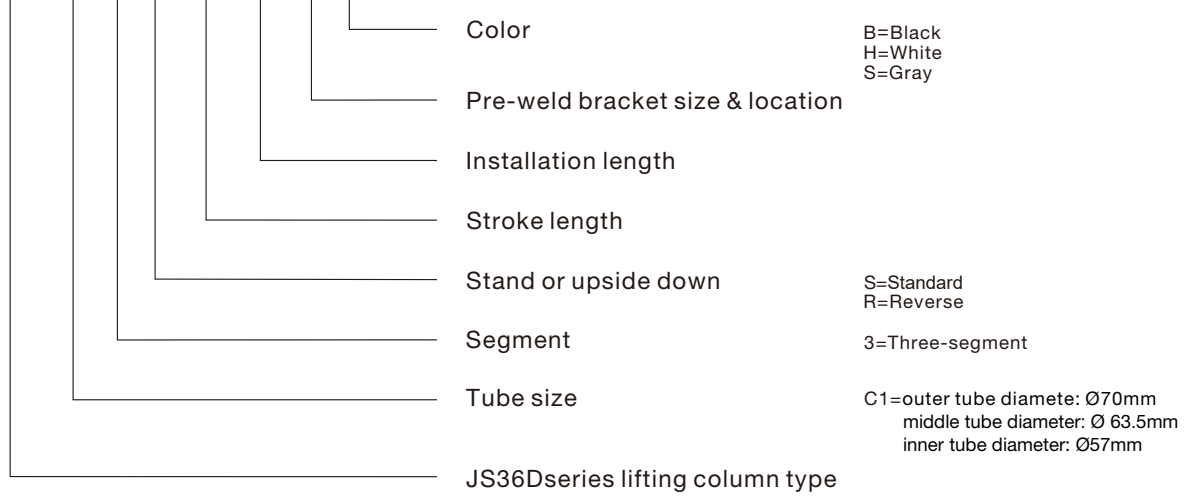 Color
B=Black
H=White
S=Gray
Pre-weld bracket size & location
Installation length
Stroke length
Stand or upside down
S=Standard
R=Reverse
Segment
3=Three-segment
Tube size
C1=outer tube diamete: Ø70mm
middle tube diameter: Ø 63.5mm
inner tube diameter: Ø57mm
JS36Dseries lifting column type